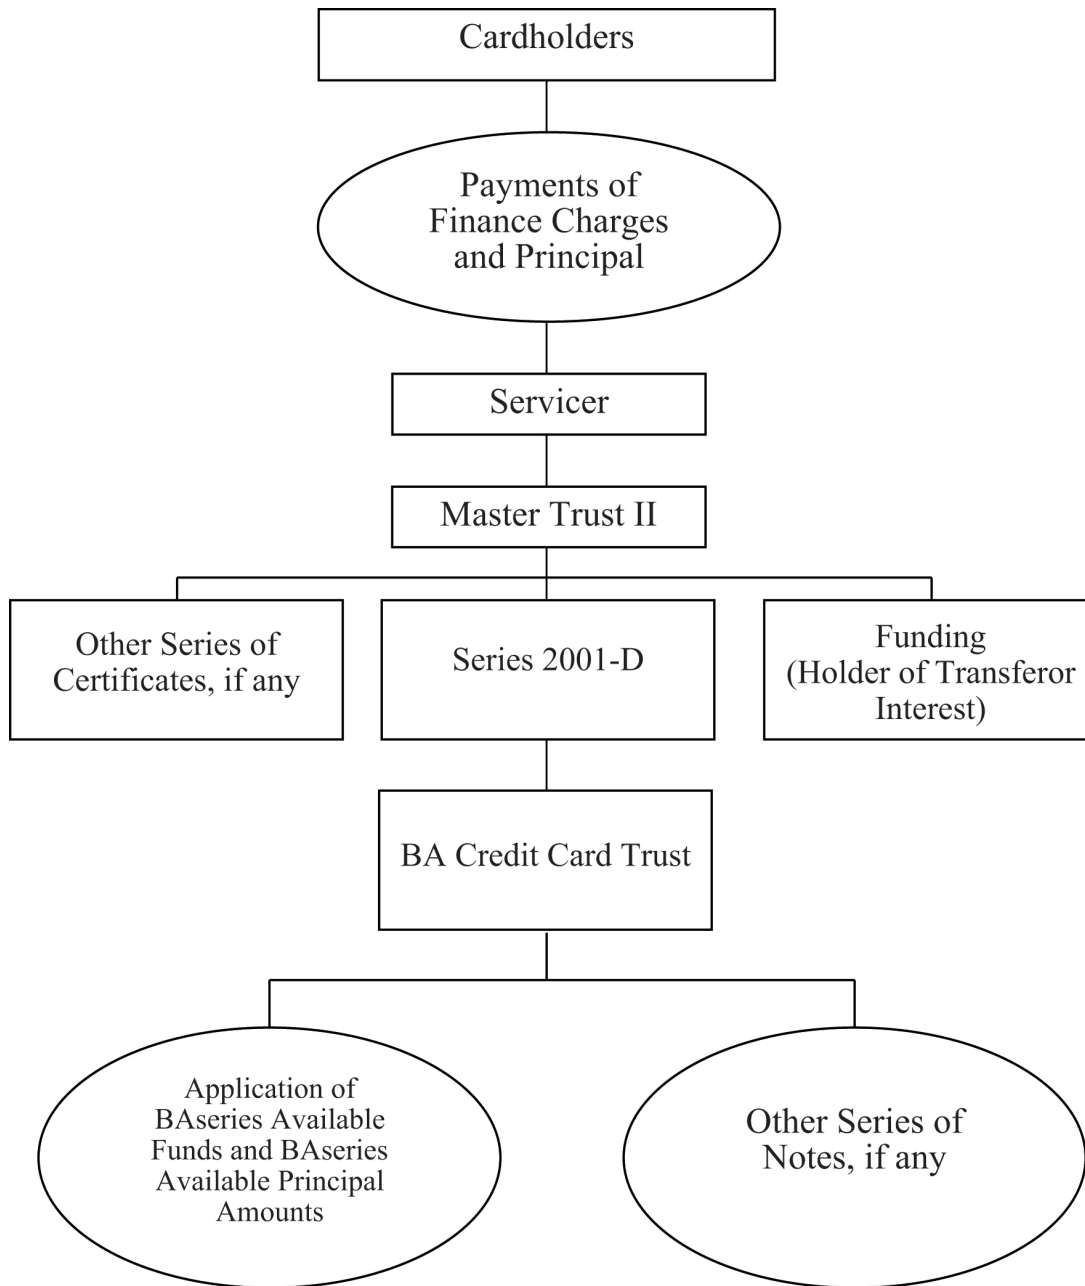 Cardholders
Payments of
Finance Charges
and Principal
Servicer
Master Trust II
Other Series of
Certificates, if any
Series 2001-D
Funding
(Holder of Transferor
Interest)
BA Credit Card Trust
Application of
BAseries Available
Funds and BAseries
Available Principal
Amounts
Other Series of
Notes, if any